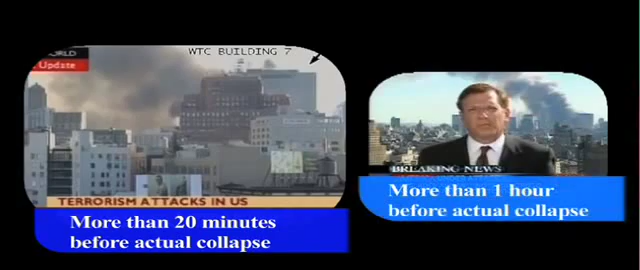 WORLD
Update
WTC BUILDING 7
TERRORISM ATTACKS IN US
More than 20 minutes
before actual collapse
BREAKING NEWS
More than 1 hour
before actual collapse